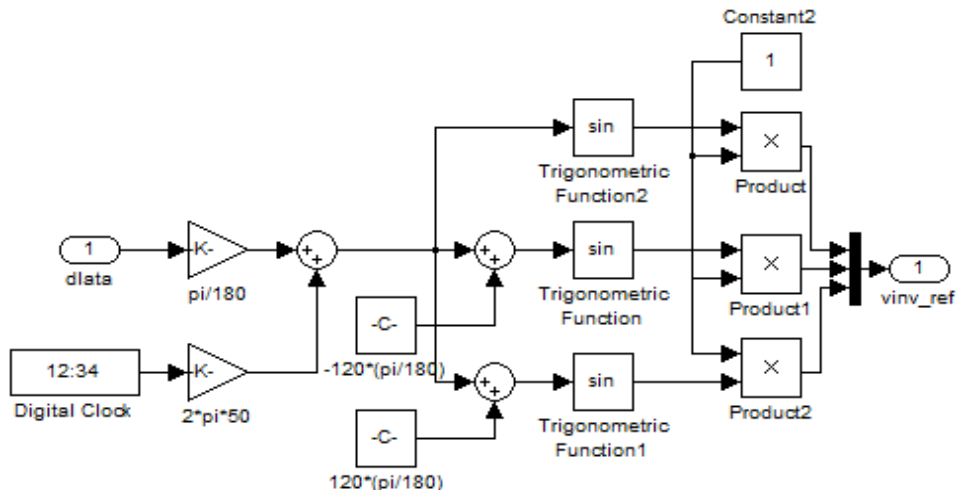 Constant2
1
sin
Trigonometric
Function2
×
Product
1
dlata
-K-
pi/180
+
+
+
+
sin
Trigonometric
Function
×
Product1
1
vinv_ref
-C-
-120*(pi/180)
12:34
Digital Clock
-K-
2*pi*50
+
+
sin
Trigonometric
Function1
×
Product2
-C-
120*(pi/180)